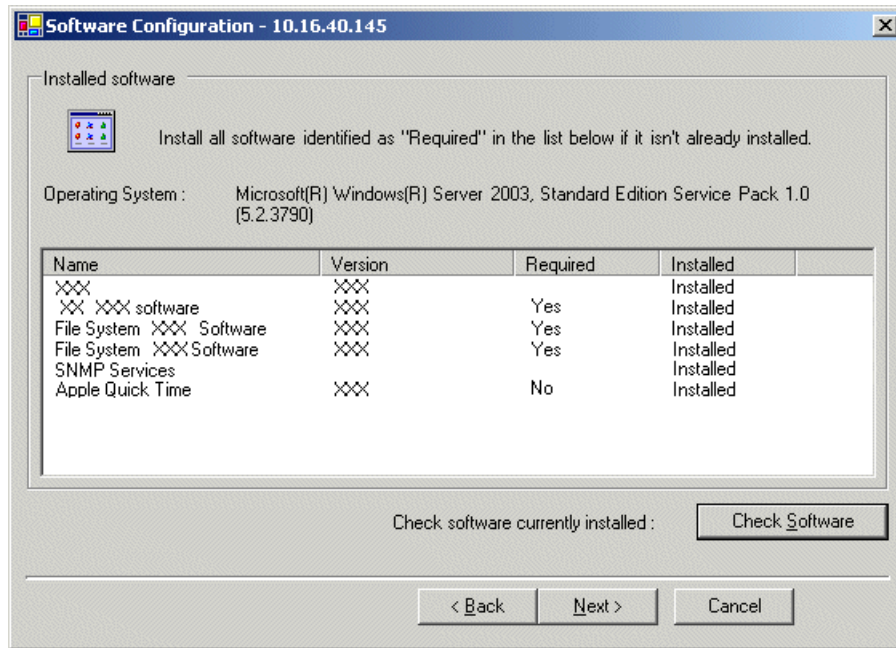 Software Configuration - 10.16.40.145
Installed software
Install all software identified as "Required" in the list below if it isn't already installed.
Operating System : Microsoft(R) Windows(R) Server 2003, Standard Edition Service Pack 1.0
(5.2.3790)
Name Version Required Installed
XXX XXX Installed
XX XXX software XXX Yes Installed
File System XXX Software XXX Yes Installed
File System XXX Software XXX Yes Installed
SNMP Services Installed
Apple Quick Time XXX No Installed
Check software currently installed : Check Software
< Back Next > Cancel